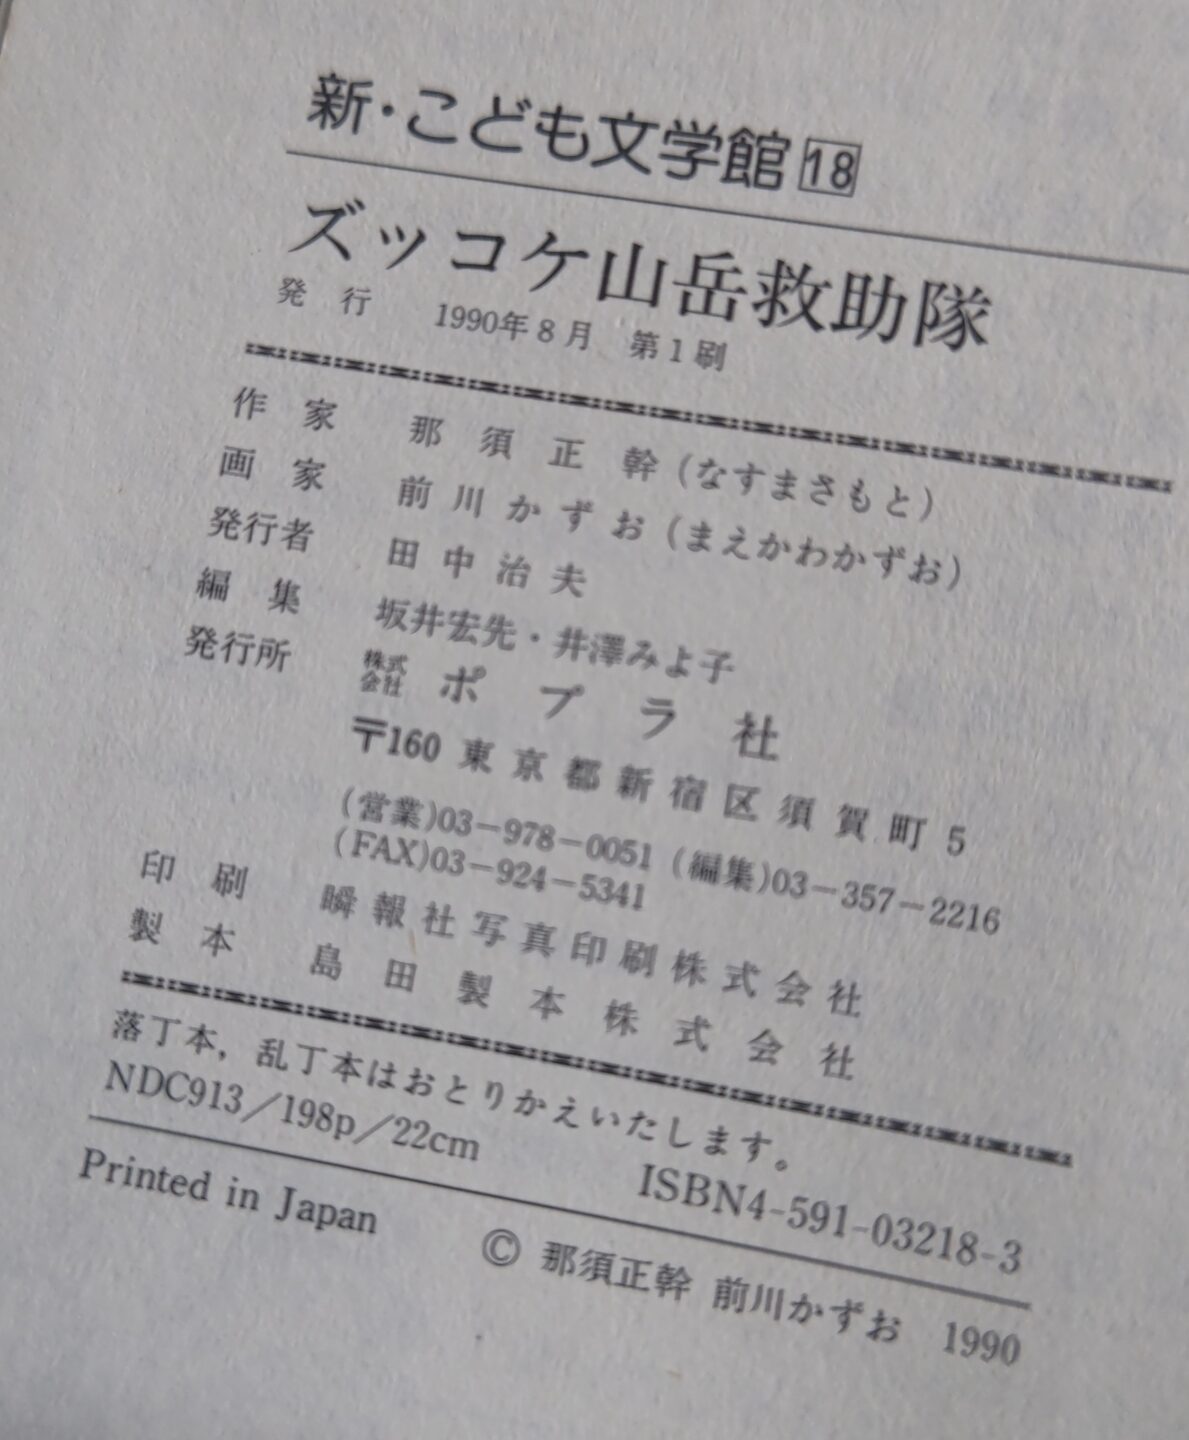 新・こども文学館18
ズッコケ山岳救助隊
発行 1990年8月 第1刷
作家 那須正幹(なすまさもと)
画家 前川かずお(まえかわかずお)
発行者 田中治夫
編集 坂井宏先・井澤みよ子
発行所 株式会社 ポプラ社
〒160 東京都新宿区須賀町5
(営業)03-978-0051 (編集)03-357-2216
(FAX)03-924-5341
印刷 瞬報社写真印刷株式会社
製本 島田製本株式会社
落丁本,乱丁本はおとりかえいたします。
NDC913/198p/22cm
ISBN4-591-03218-3
Printed in Japan
© 那須正幹 前川かずお 1990